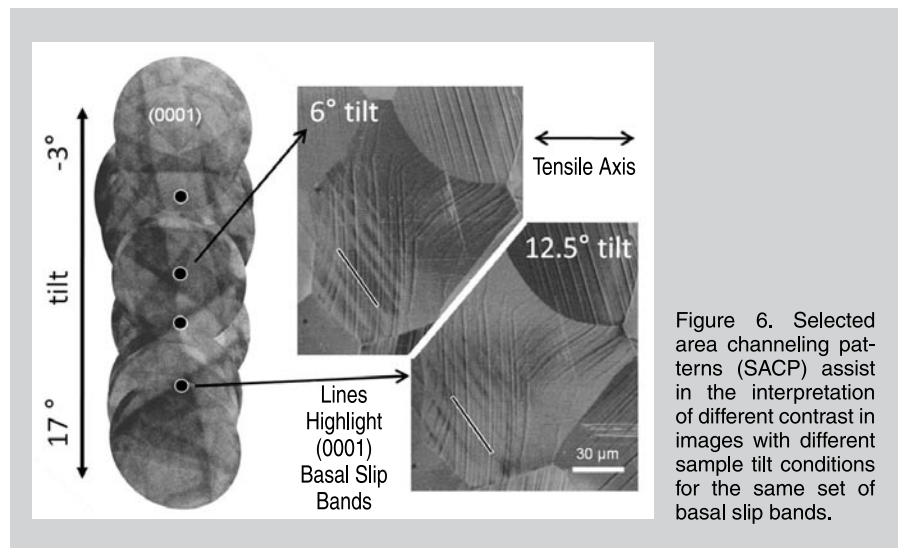 (0001)
-3°
tilt
17°
6° tilt
Tensile Axis
12.5° tilt
Lines
Highlight
(0001)
Basal Slip
Bands
30 µm
Figure 6. Selected
area channeling pat-
terns (SACP) assist
in the interpretation
of different contrast in
images with different
sample tilt conditions
for the same set of
basal slip bands.